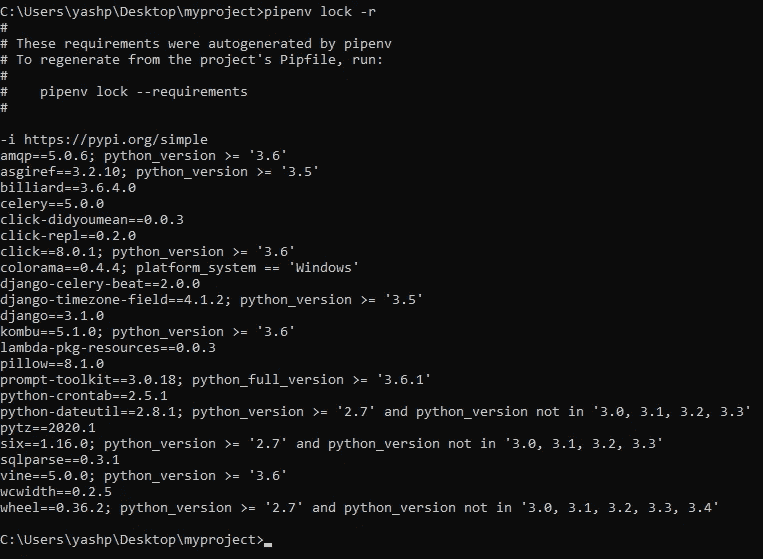 C:\Users\yashp\Desktop\myproject>pipenv lock -r
#
# These requirements were autogenerated by pipenv
# To regenerate from the project's Pipfile, run:
#
#    pipenv lock --requirements
#

-i https://pypi.org/simple
amqp==5.0.6; python_version >= '3.6'
asgiref==3.2.10; python_version >= '3.5'
billiard==3.6.4.0
celery==5.0.0
click-didyoumean==0.0.3
click-repl==0.2.0
click==8.0.1; python_version >= '3.6'
colorama==0.4.4; platform_system == 'Windows'
django-celery-beat==2.0.0
django-timezone-field==4.1.2; python_version >= '3.5'
django==3.1.0
kombu==5.1.0; python_version >= '3.6'
lambda-pkg-resources==0.0.3
pillow==8.1.0
prompt-toolkit==3.0.18; python_full_version >= '3.6.1'
python-crontab==2.5.1
python-dateutil==2.8.1; python_version >= '2.7' and python_version not in '3.0, 3.1, 3.2, 3.3'
pytz==2020.1
six==1.16.0; python_version >= '2.7' and python_version not in '3.0, 3.1, 3.2, 3.3'
sqlparse==0.3.1
vine==5.0.0; python_version >= '3.6'
wcwidth==0.2.5
wheel==0.36.2; python_version >= '2.7' and python_version not in '3.0, 3.1, 3.2, 3.3, 3.4'

C:\Users\yashp\Desktop\myproject>